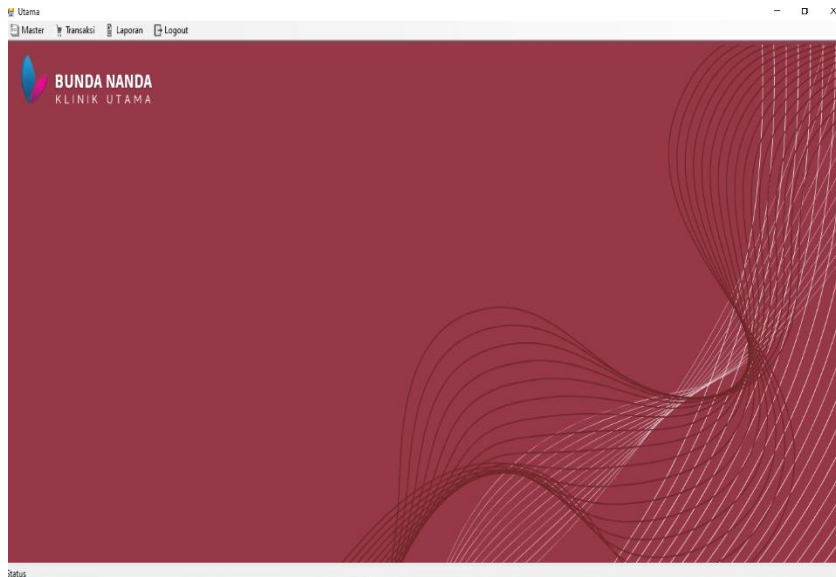 Utama
Master Transaksi Laporan Logout
BUNDA NANDA
KLINIK UTAMA
Status